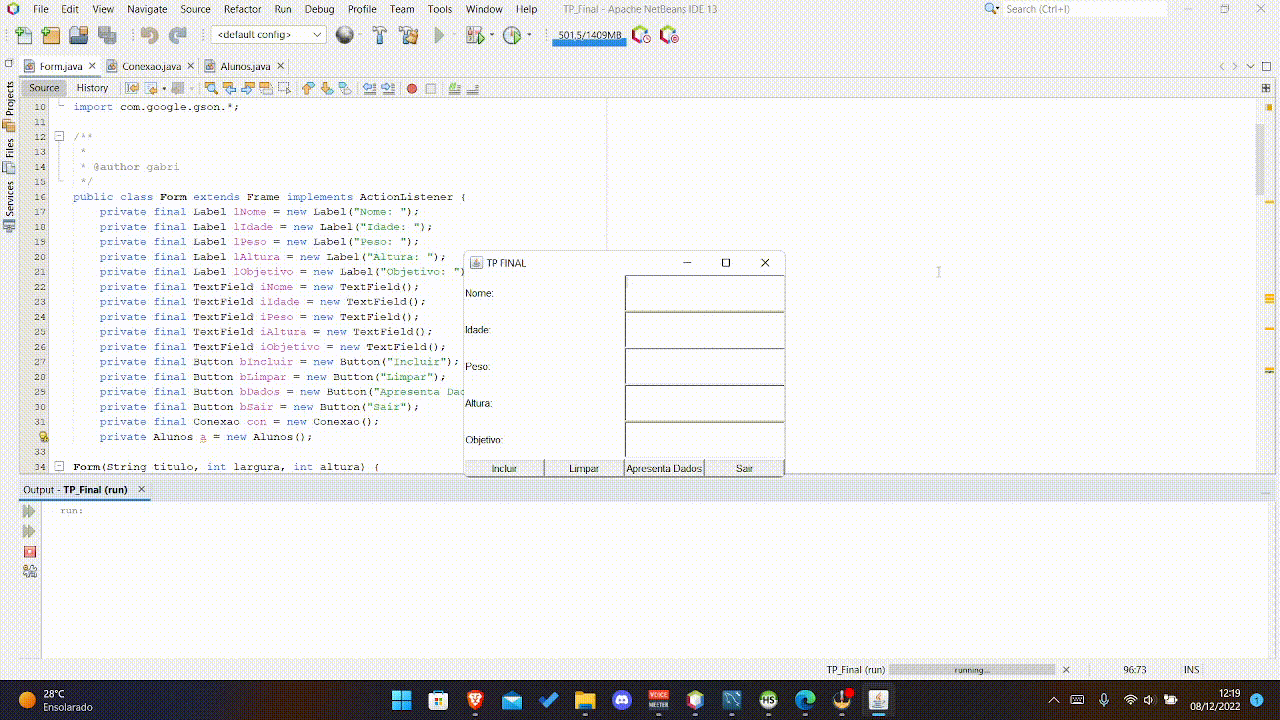 File Edit View Navigate Source Refactor Run Debug Profile Team Tools Window Help TP_Final - Apache NetBeans IDE 13 Search (Ctrl+I)
<default config> 501.5/1409MB
Form.java Conexao.java Alunos.java
Source History
Projects
Files
Services
10 import com.google.gson.*;
11
12 /**
13 *
14 * @author gabri
15 */
16 public class Form extends Frame implements ActionListener {
17 private final Label lNome = new Label("Nome: ");
18 private final Label lIdade = new Label("Idade: ");
19 private final Label lPeso = new Label("Peso: ");
20 private final Label lAltura = new Label("Altura: ");
21 private final Label lObjetivo = new Label("Objetivo: ")
22 private final TextField iNome = new TextField();
23 private final TextField iIdade = new TextField();
24 private final TextField iPeso = new TextField();
25 private final TextField iAltura = new TextField();
26 private final TextField iObjetivo = new TextField();
27 private final Button bIncluir = new Button("Incluir");
28 private final Button bLimpar = new Button("Limpar");
29 private final Button bDados = new Button("Apresenta Dad
30 private final Button bSair = new Button("Sair");
31 private final Conexao con = new Conexao();
private Alunos a = new Alunos();
33
34 Form(String titulo, int largura, int altura) {
TP FINAL
Nome:
Idade:
Peso:
Altura:
Objetivo:
Incluir Limpar Apresenta Dados Sair
Output - TP_Final (run)
run:
TP_Final (run) running... 96:73 INS
28°C
Ensolarado
VOICE
MEETER
HS
12:19
08/12/2022
1